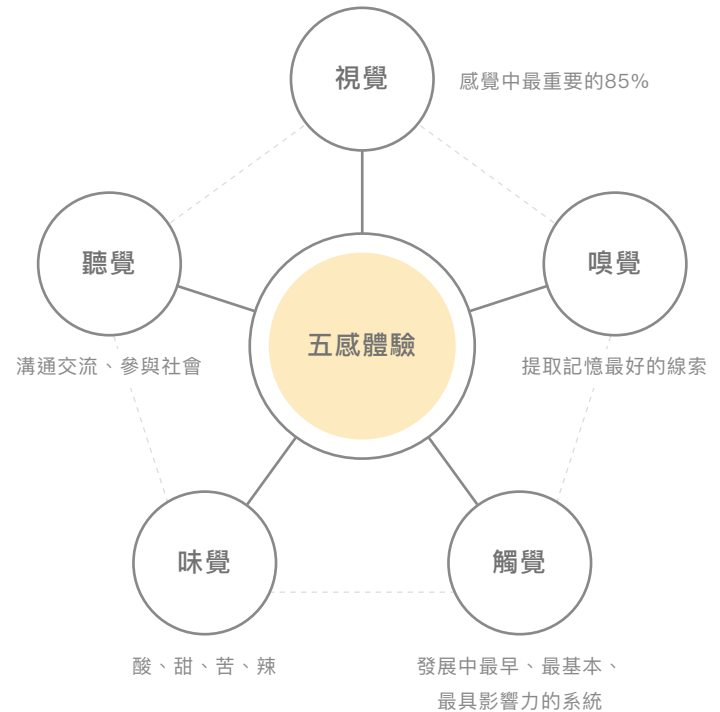 視覺
感覺中最重要的85%
聽覺
嗅覺
五感體驗
溝通交流、參與社會
提取記憶最好的線索
味覺
觸覺
酸、甜、苦、辣
發展中最早、最基本、
最具影響力的系統